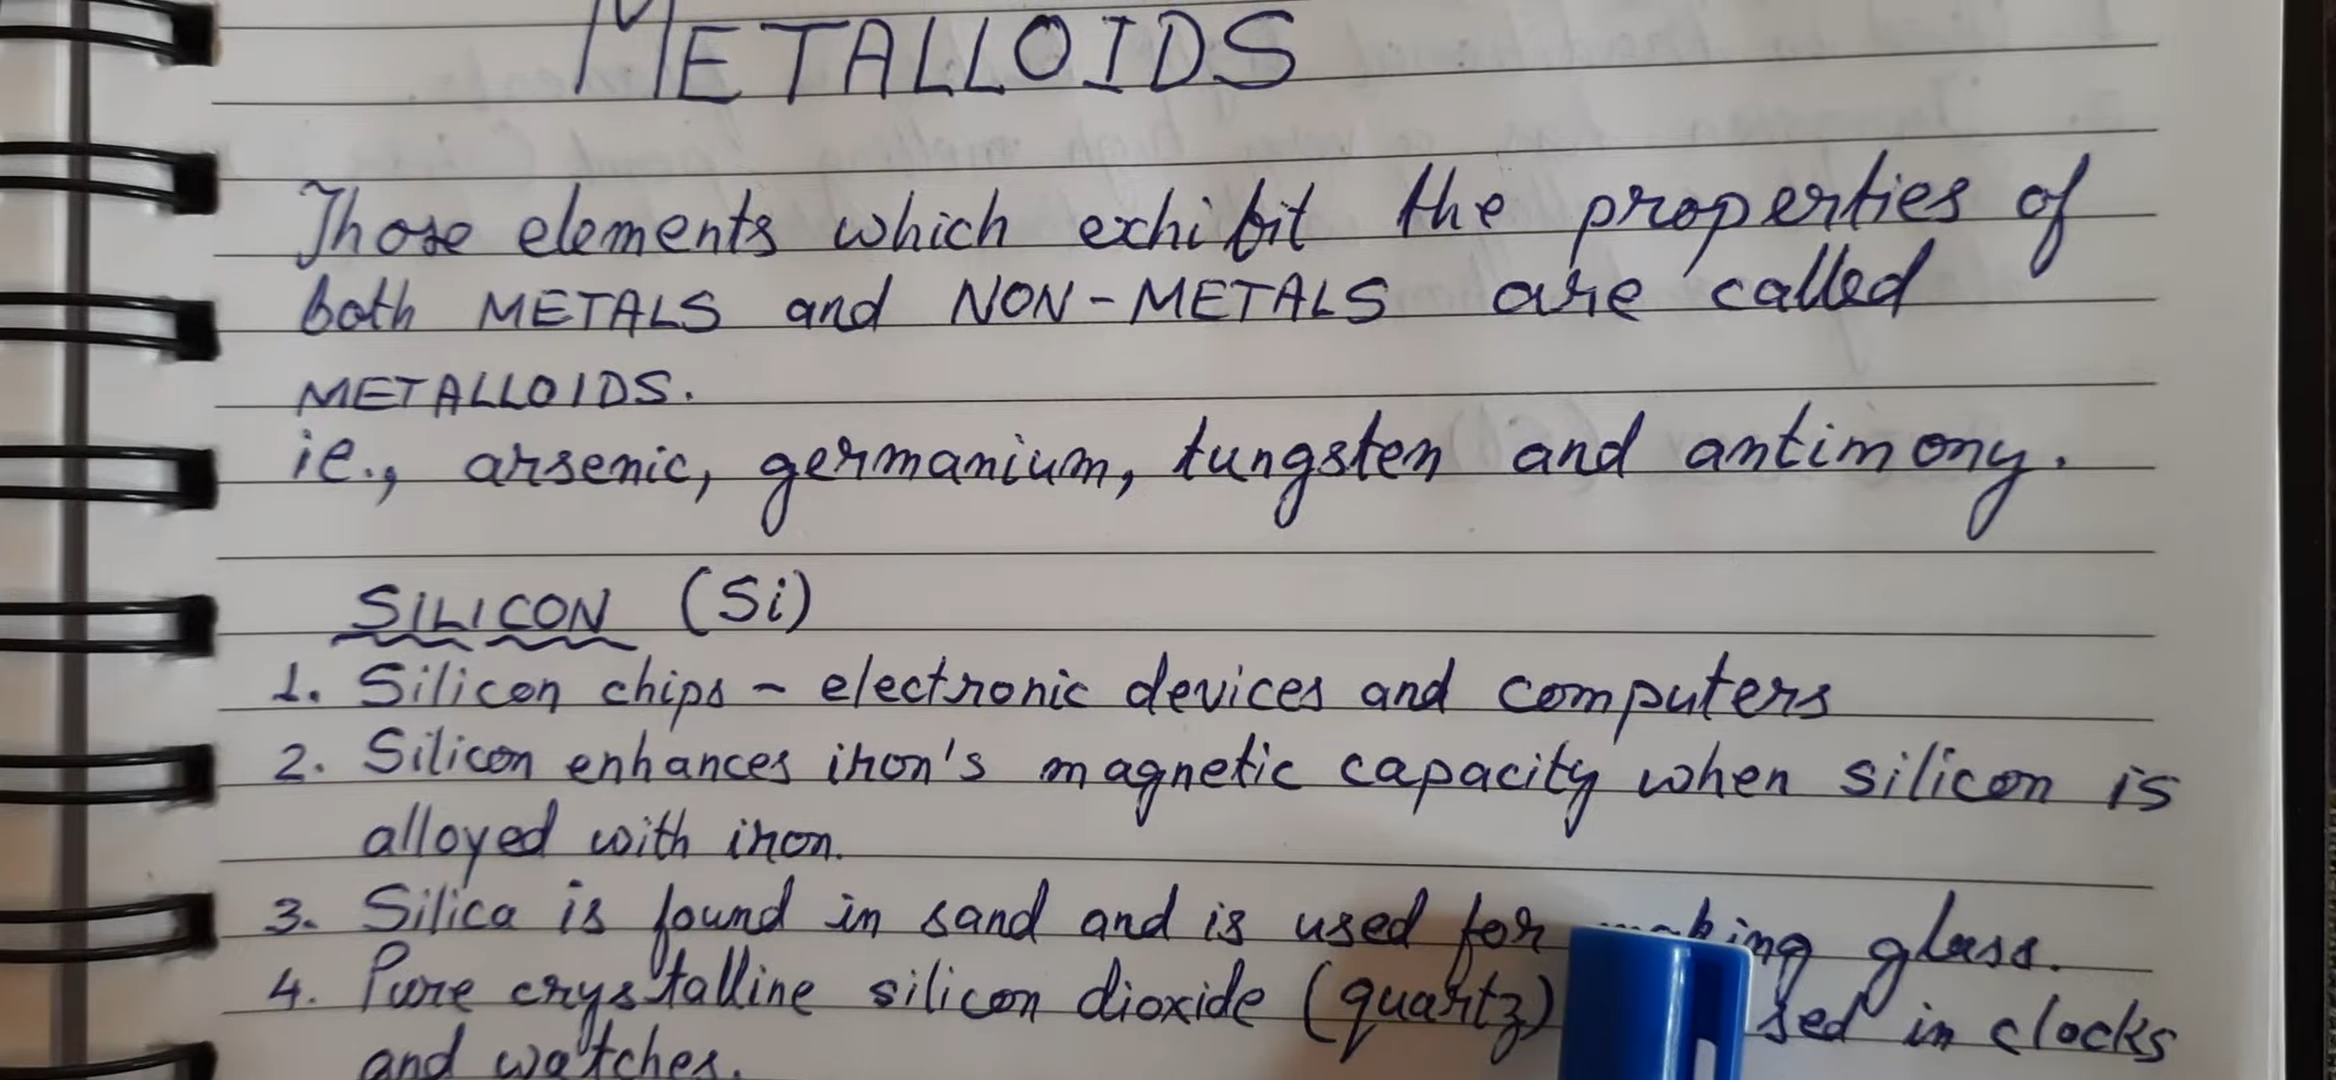 METALLOIDS
Those elements which exhibit the properties of
both METALS and NON-METALS are called
METALLOIDS.
ie., arsenic, germanium, tungsten and antimony.
SILICON (Si)
1. Silicon chips - electronic devices and computers
2. Silicon enhances iron's magnetic capacity when silicon is
alloyed with iron.
3. Silica is found in sand and is used for making glass.
4. Pure crystalline silicon dioxide (quartz) in clocks
and watches.